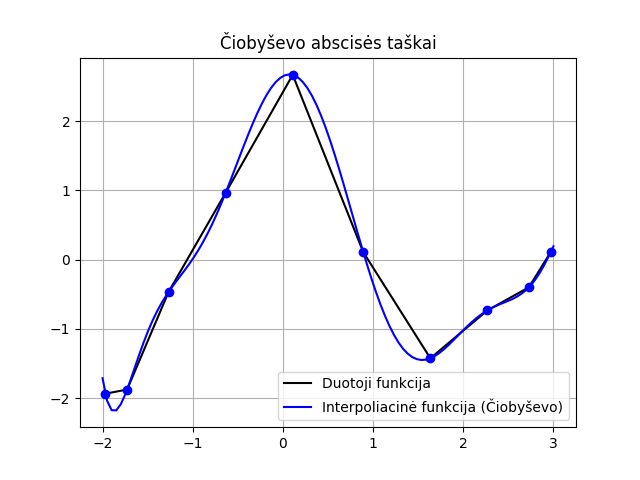 Čiobyševo abscisės taškai
2
1
0
−1
−2
Duotoji funkcija
Interpoliacinė funkcija (Čiobyševo)
−2 −1 0 1 2 3